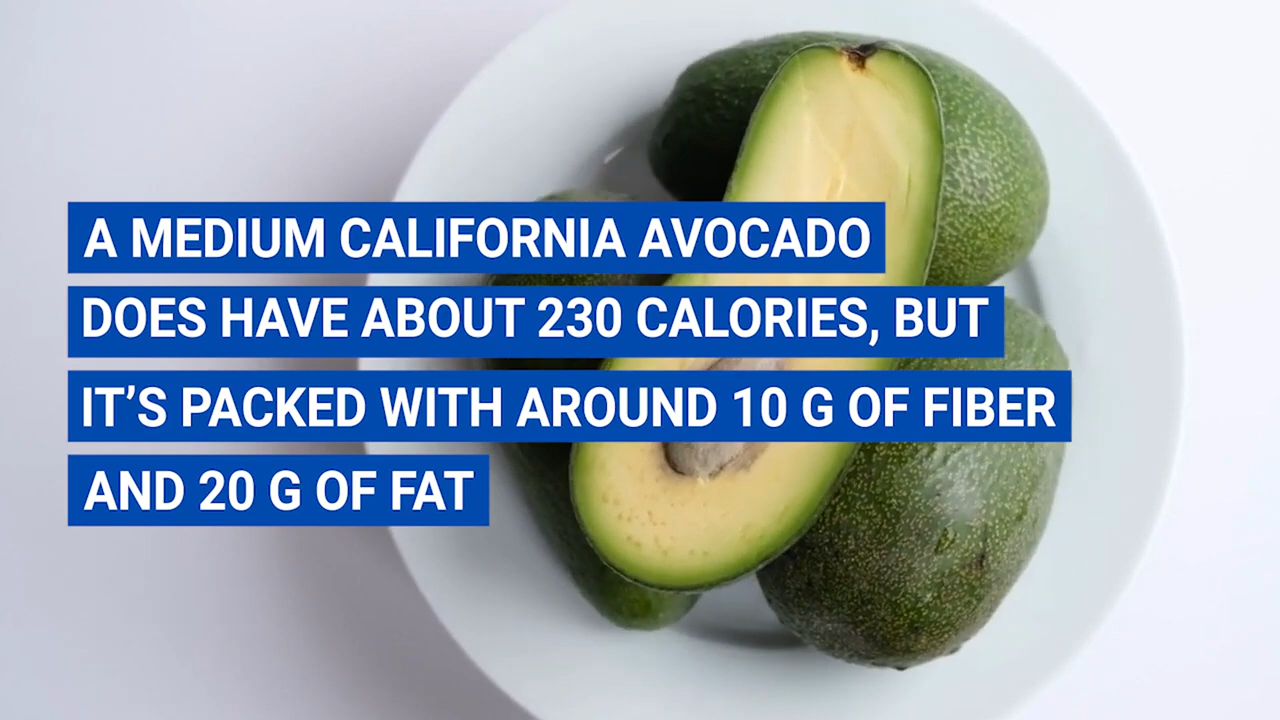 A MEDIUM CALIFORNIA AVOCADO
DOES HAVE ABOUT 230 CALORIES, BUT
IT’S PACKED WITH AROUND 10 G OF FIBER
AND 20 G OF FAT